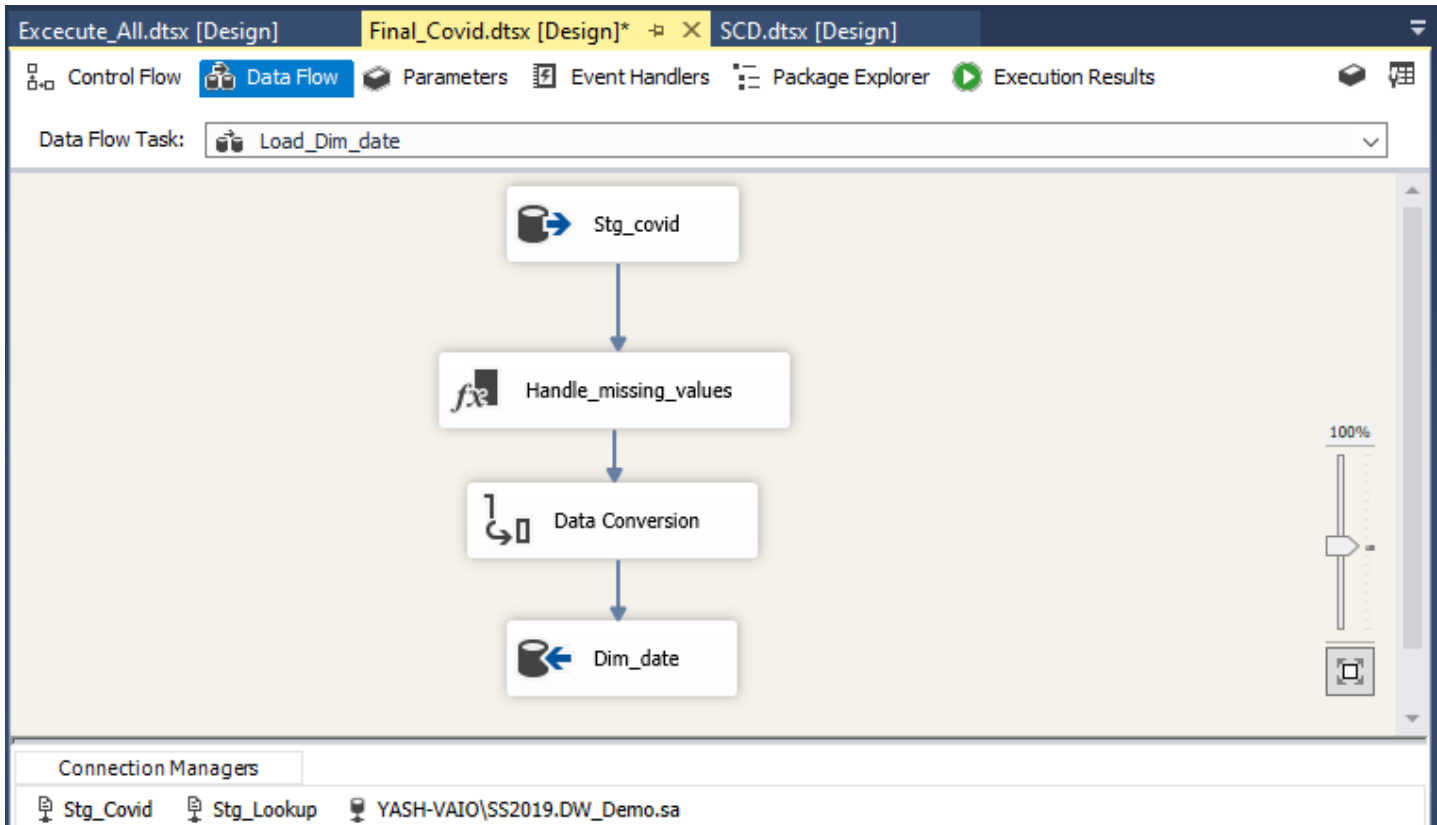 Excecute_All.dtsx [Design] Final_Covid.dtsx [Design]* SCD.dtsx [Design]
Control Flow Data Flow Parameters Event Handlers Package Explorer Execution Results
Data Flow Task: Load_Dim_date
Stg_covid
Handle_missing_values
100%
Data Conversion
Dim_date
Connection Managers
Stg_Covid Stg_Lookup YASH-VAIO\SS2019.DW_Demo.sa